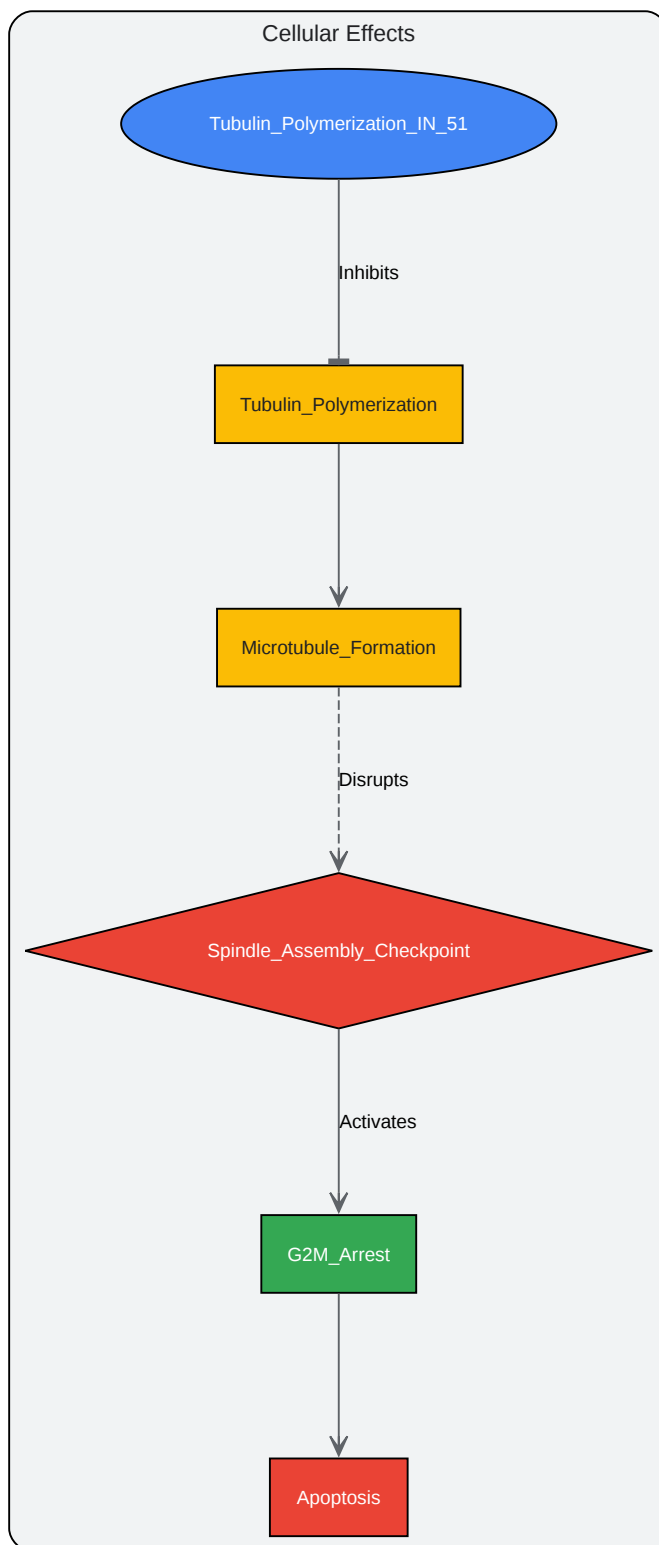 Cellular Effects
Tubulin_Polymerization_IN_51
Inhibits
Tubulin_Polymerization
Microtubule_Formation
Disrupts
Spindle_Assembly_Checkpoint
Activates
G2M_Arrest
Apoptosis